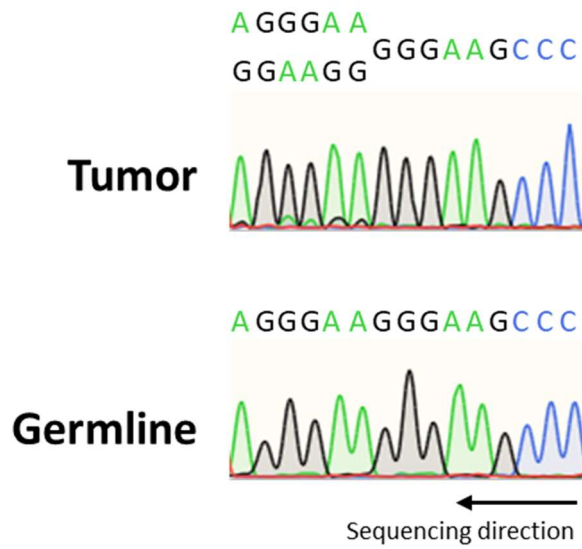 AGGGAA
GGGAAGCCC
GGAAGG
Tumor
AGGGAAGGGAAGCCC
Germline
Sequencing direction